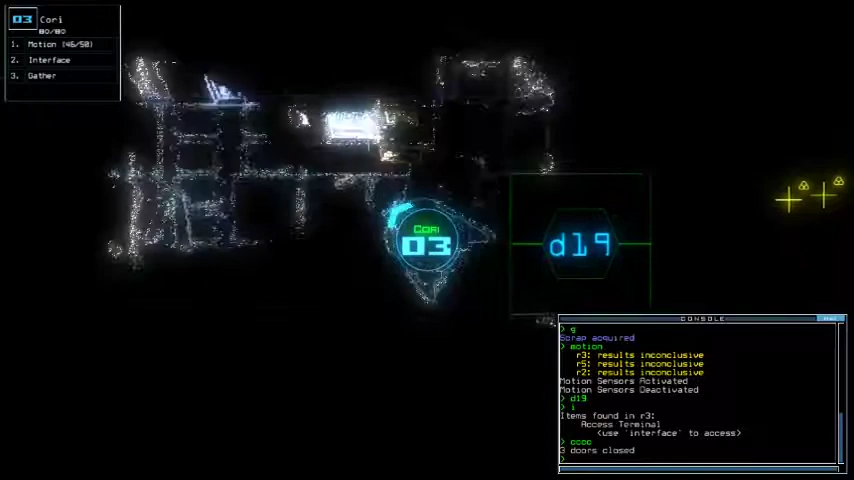 03 Cori
80/80
1. Motion (46/50)
2. Interface
3. Gather
CORI
03
d19
CONSOLE
> g
Scrap acquired
> motion
r3: results inconclusive
r5: results inconclusive
r2: results inconclusive
Motion Sensors Activated
Motion Sensors Deactivated
> d19
> i
Items found in r3:
Access Terminal
<use 'interface' to access>
> cccc
3 doors closed
>